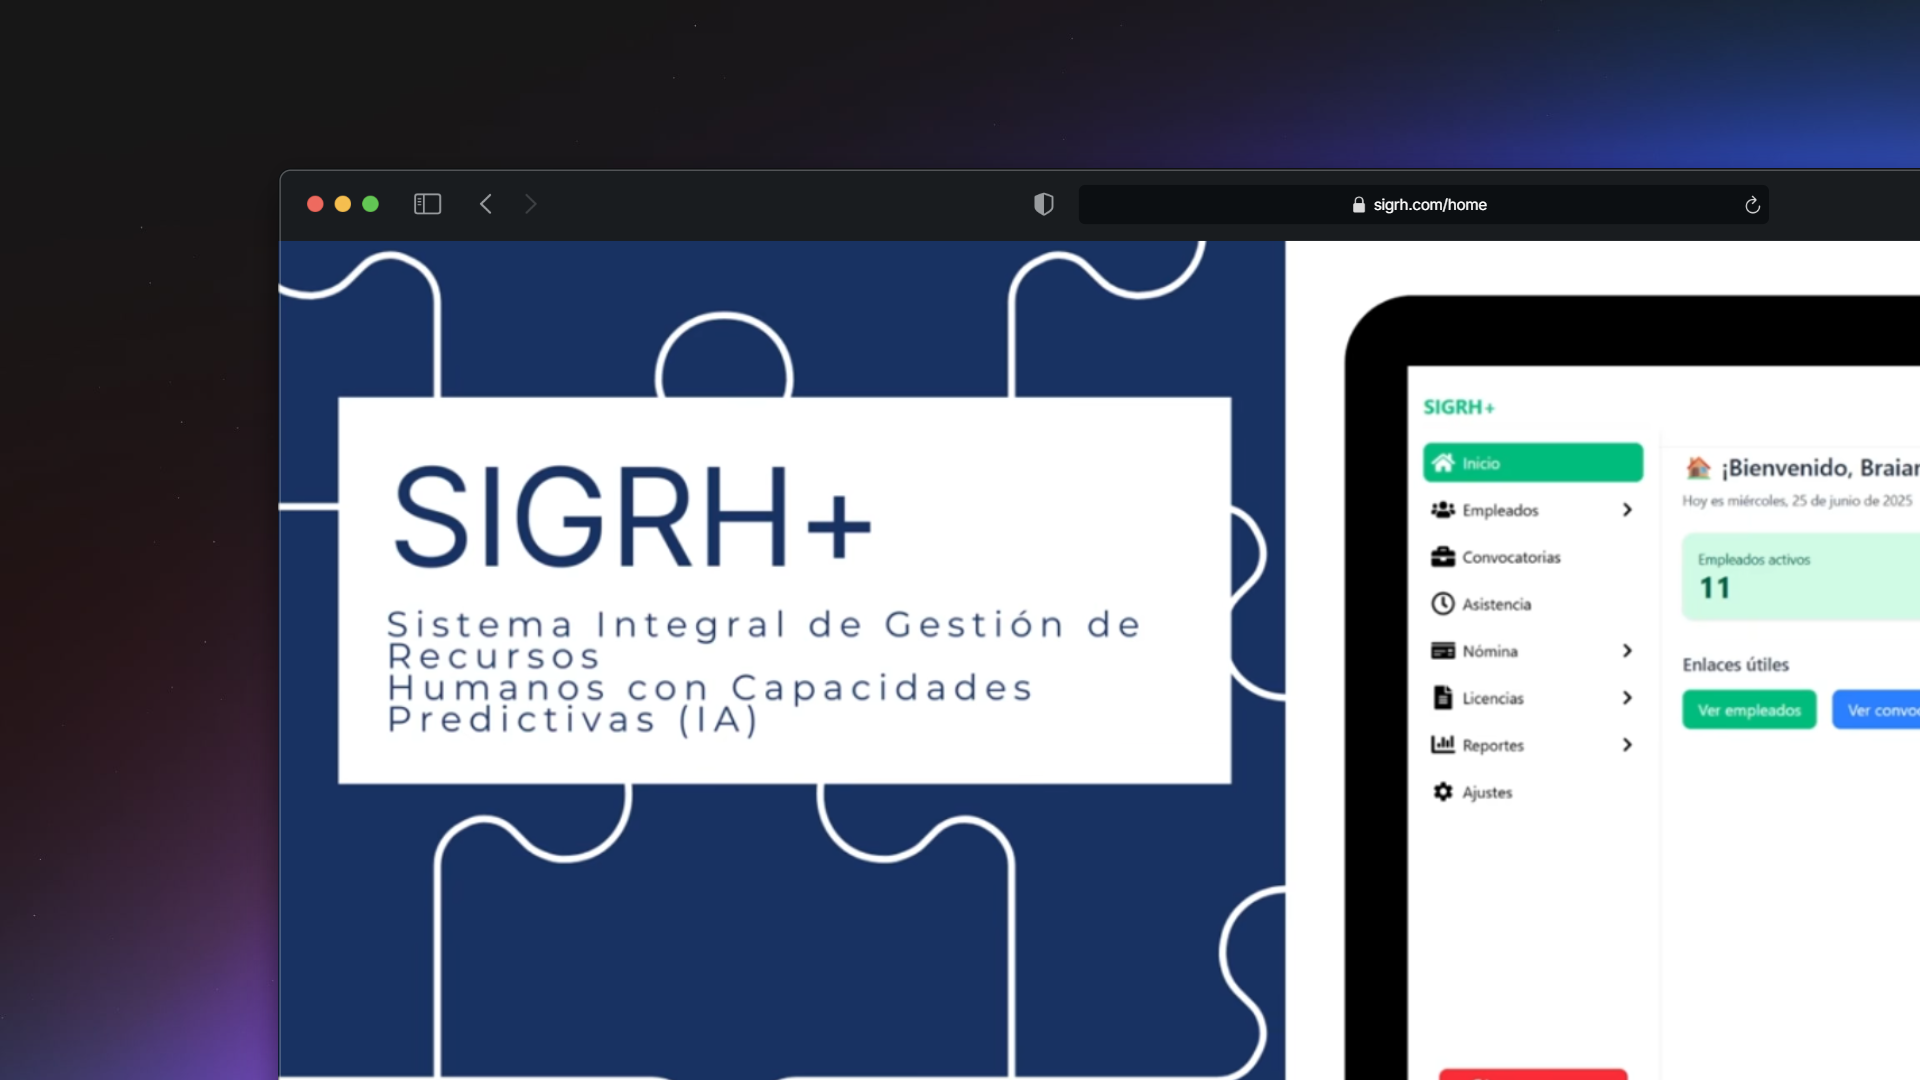 sigrh.com/home
SIGRH+
Sistema Integral de Gestión de
Recursos
Humanos con Capacidades
Predictivas (IA)
SIGRH+
Inicio
Empleados
Convocatorias
Asistencia
Nómina
Licencias
Reportes
Ajustes
¡Bienvenido, Braian
Hoy es miércoles, 25 de junio de 2025
Empleados activos
11
Enlaces útiles
Ver empleados
Ver convoc